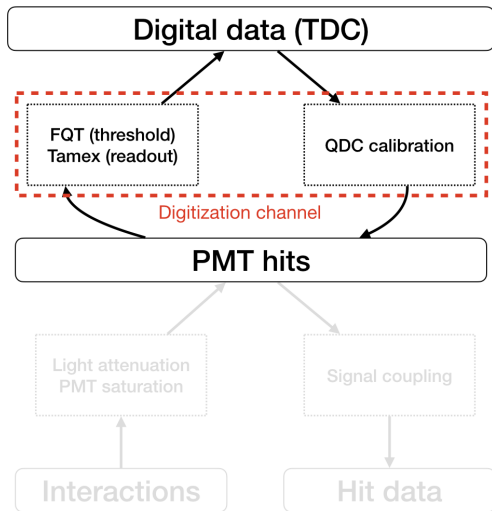 Digital data (TDC)
FQT (threshold)
Tamex (readout)
QDC calibration
Digitization channel
PMT hits
Light attenuation
PMT saturation
Signal coupling
Interactions
Hit data